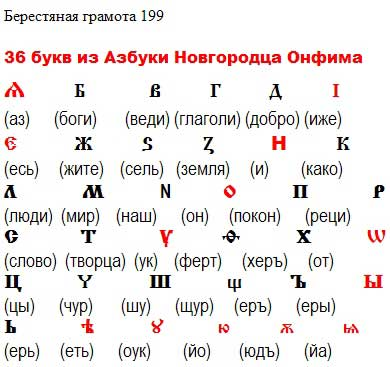 Берестяная грамота 199
36 букв из Азбуки Новгородца Онфима
Ѧ Б В Г Д І
(аз) (боги) (веди) (глаголи) (добро) (иже)
Є Ж Ѕ Ꙁ Н К
(есь) (жите) (сель) (земля) (и) (како)
Л М N О П Р
(люди) (мир) (наш) (он) (покон) (реци)
С Т Ѵ Ѳ Х Ѡ
(слово) (творца) (ук) (ферт) (херъ) (от)
Ц Ч Ш щ Ъ Ы
(цы) (чур) (шу) (щур) (еръ) (еры)
Ь Ѣ Ȣ ю ѫ ѩ
(ерь) (еть) (оук) (йо) (юдъ) (йа)